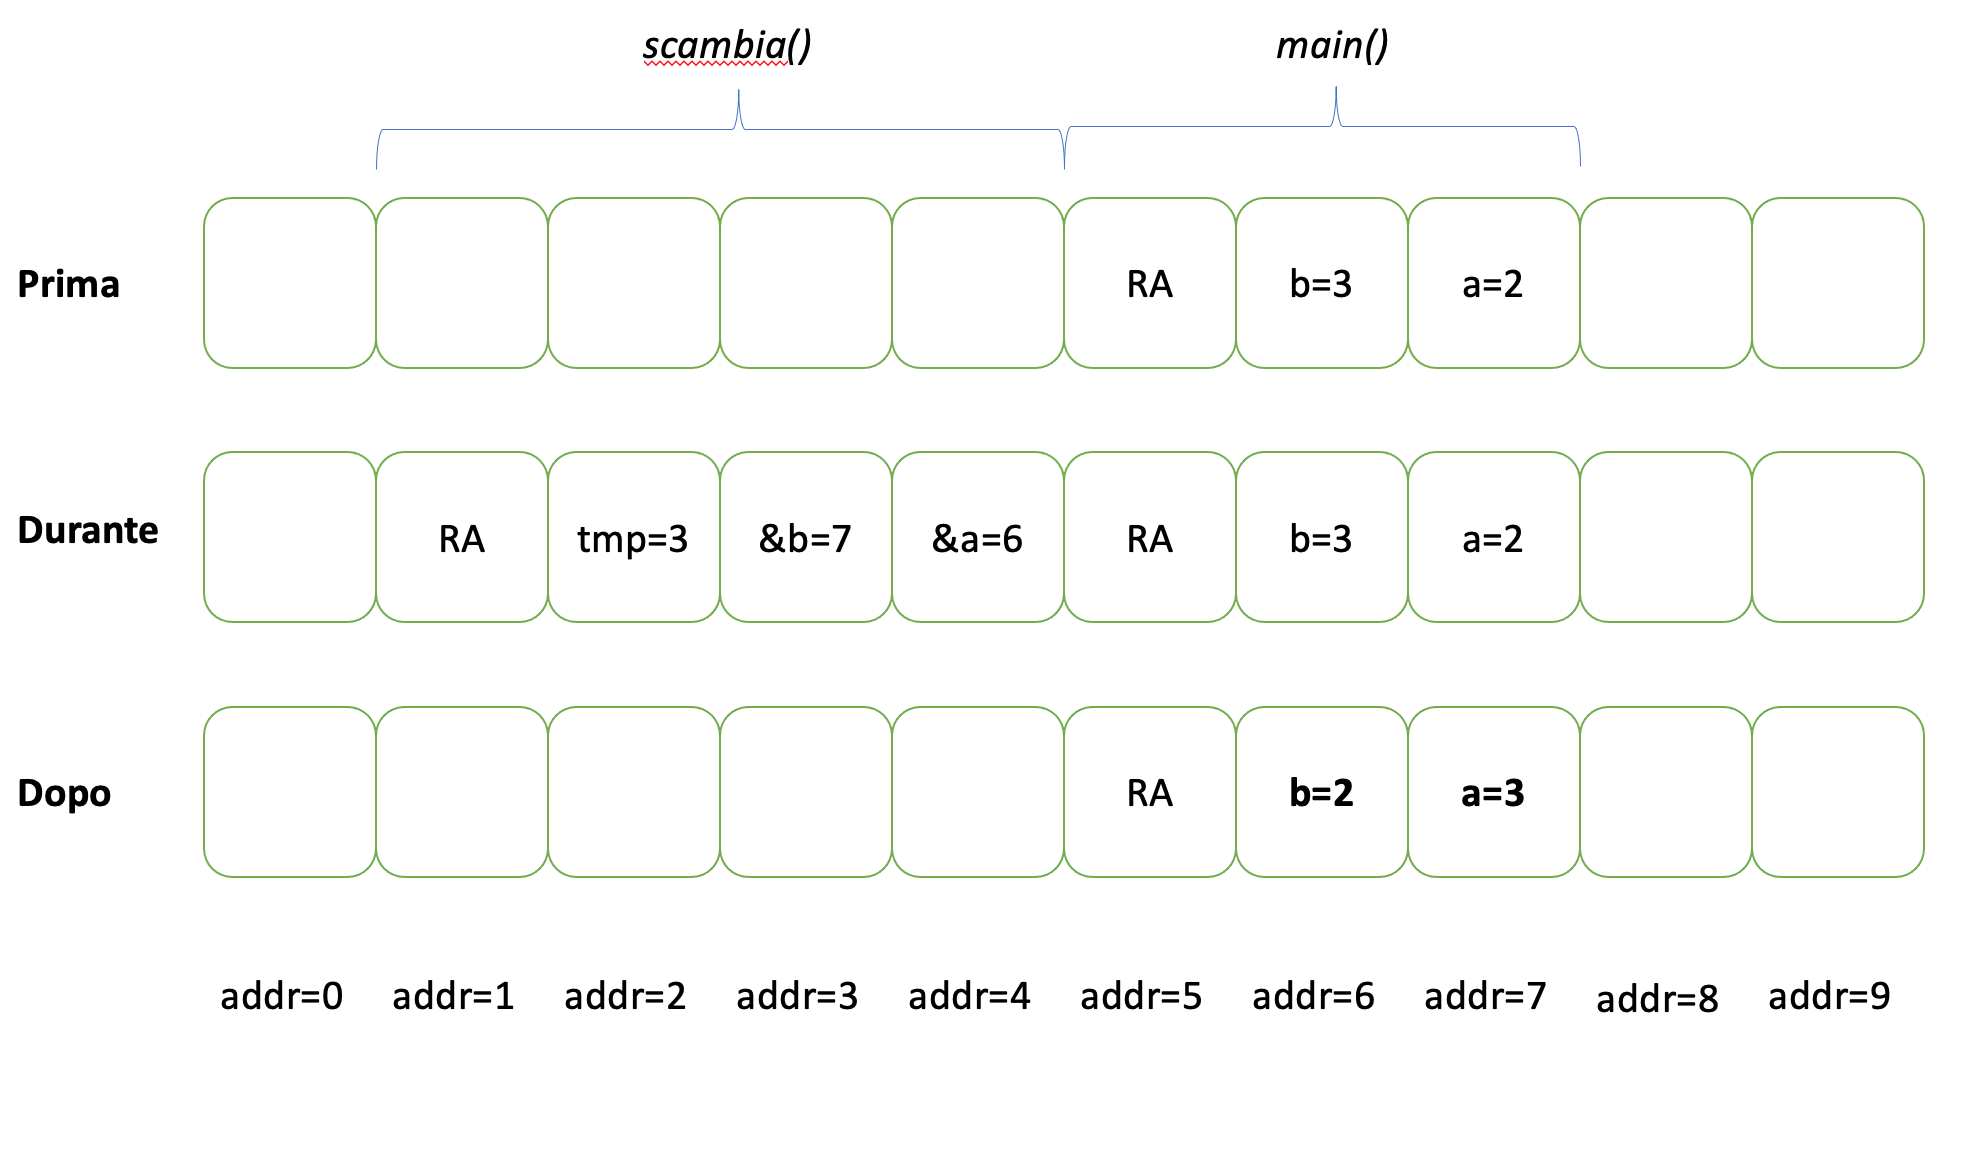 scambia() main()
Prima RA b=3 a=2
Durante RA tmp=3 &b=7 &a=6 RA b=3 a=2
Dopo RA b=2 a=3
addr=0 addr=1 addr=2 addr=3 addr=4 addr=5 addr=6 addr=7 addr=8 addr=9